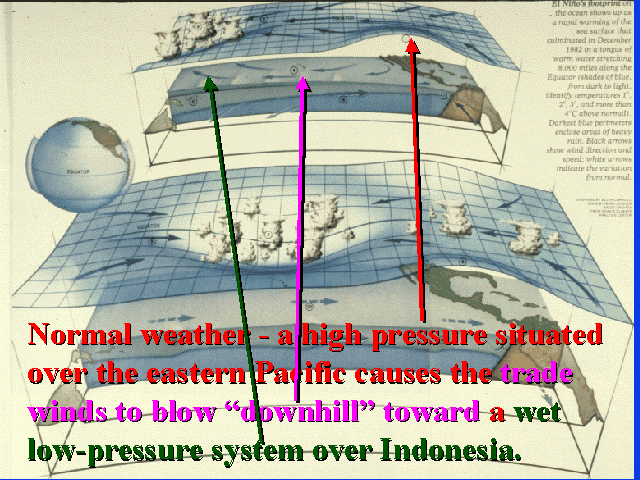 El Niño's footprint on
the ocean shows up as
a rapid warming of the
sea surface that
culminated in December
1982 in a tongue of
warm water stretching
8,000 miles along the
Equator (shades of blue,
from dark to light,
identify temperatures 1°,
2°, 3°, and more than
4°C above normal).
Darkest blue perimeters
enclose areas of heavy
rain. Black arrows
show wind direction and
speed; white arrows
indicate the variation
from normal.
EQUATOR
EQUATOR
Normal weather - a high pressure situated
over the eastern Pacific causes the trade
winds to blow “downhill” toward a wet
low-pressure system over Indonesia.